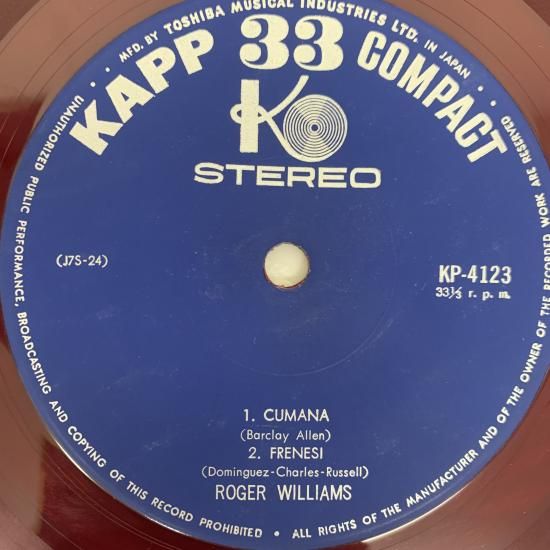 MFD. BY TOSHIBA MUSICAL INDUSTRIES LTD. IN JAPAN
KAPP 33 COMPACT
K
STEREO
(J7S-24)
KP-4123
33⅓ r. p. m.
1. CUMANA
(Barclay Allen)
2. FRENESI
(Dominguez-Charles-Russell)
ROGER WILLIAMS
UNAUTHORIZED PUBLIC PERFORMANCE, BROADCASTING AND COPYING OF THIS RECORD PROHIBITED • ALL RIGHTS OF THE MANUFACTURER AND OF THE OWNER OF THE RECORDED WORK ARE RESERVED